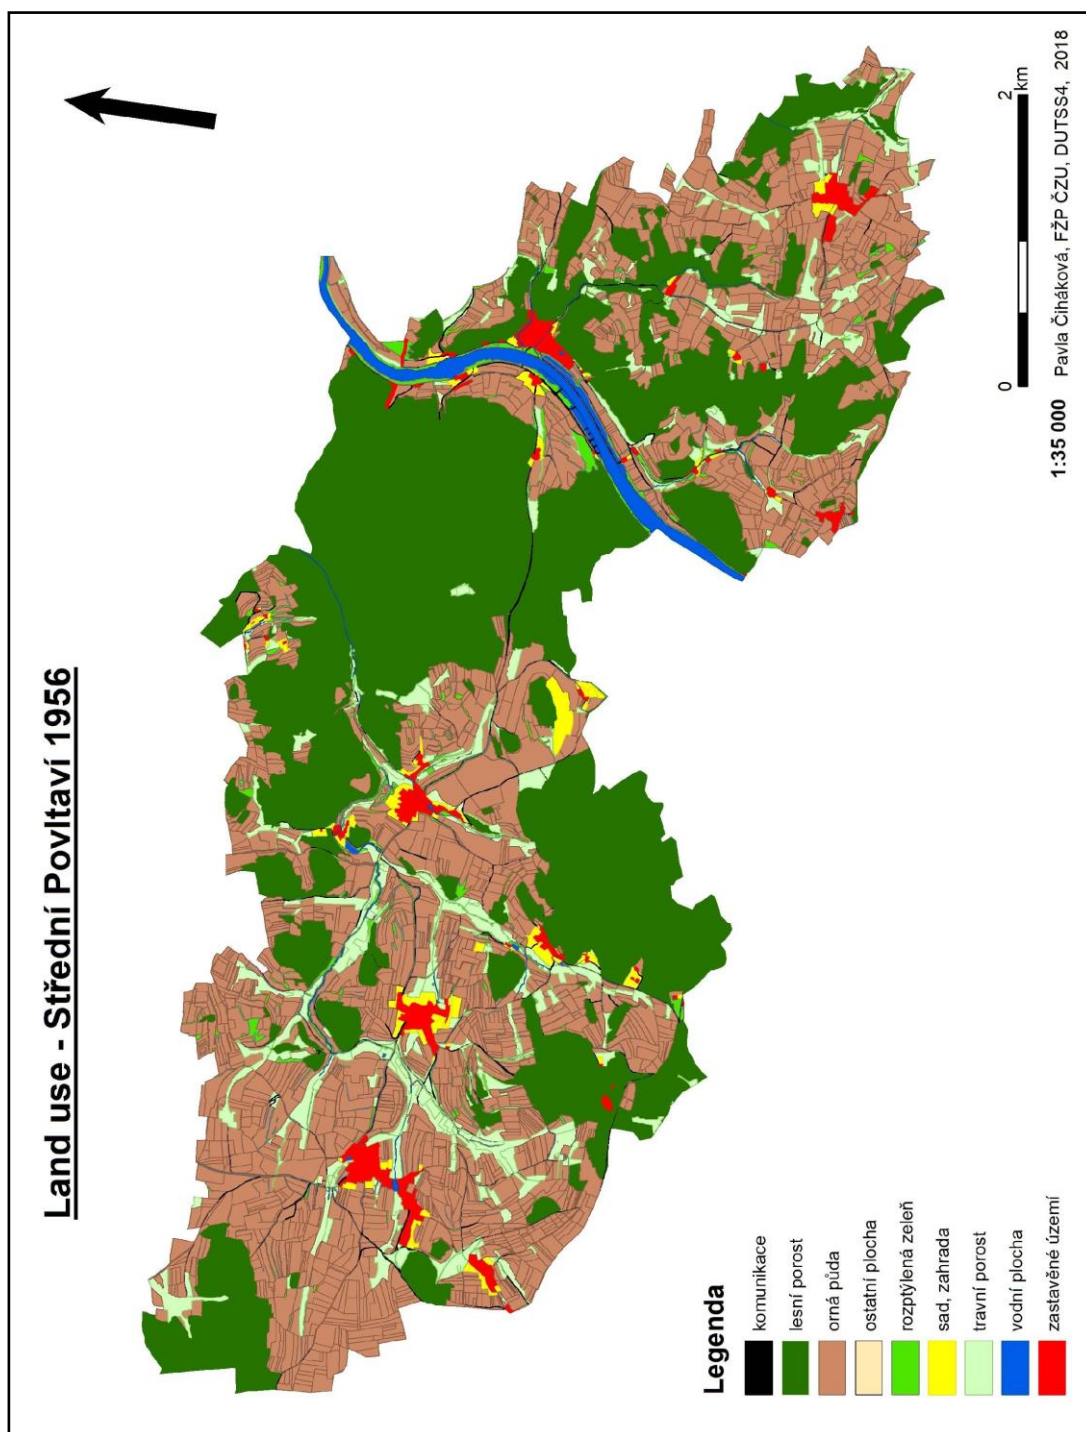 Land use - Střední Povltaví 1956
Legenda
komunikace
lesní porost
orná půda
ostatní plocha
rozptýlená zeleň
sad, zahrada
travní porost
vodní plocha
zastavěné území
0 2
km
1:35 000 Pavla Čiháková, FŽP ČZU, DUTSS4, 2018